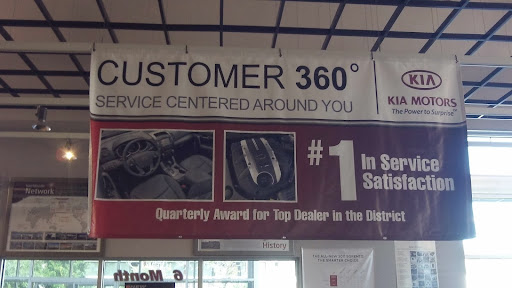 CUSTOMER 360°
SERVICE CENTERED AROUND YOU
KIA
KIA MOTORS
The Power to Surprise
#1 In Service
Satisfaction
Quarterly Award for Top Dealer in the District
Network
History
6 Month